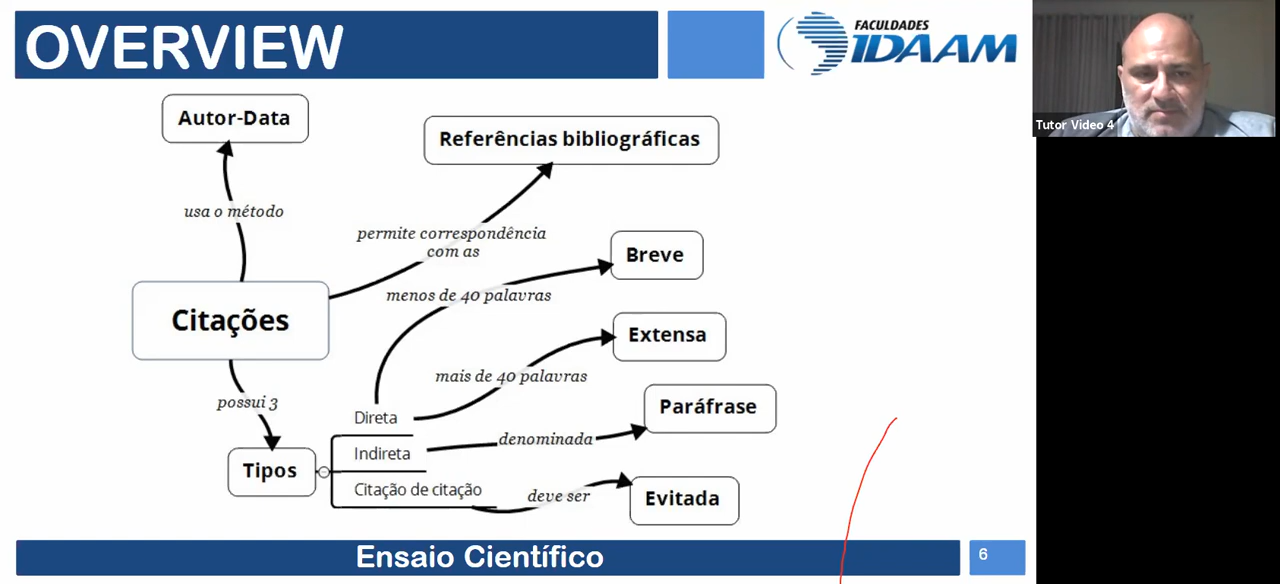 OVERVIEW
FACULDADES
IDAAM
Tutor Video 4
Autor-Data
Referências bibliográficas
usa o método
permite correspondência
com as
Breve
menos de 40 palavras
Citações
Extensa
mais de 40 palavras
possui 3
Direta
Paráfrase
denominada
Indireta
Tipos
Citação de citação
deve ser
Evitada
Ensaio Científico
6